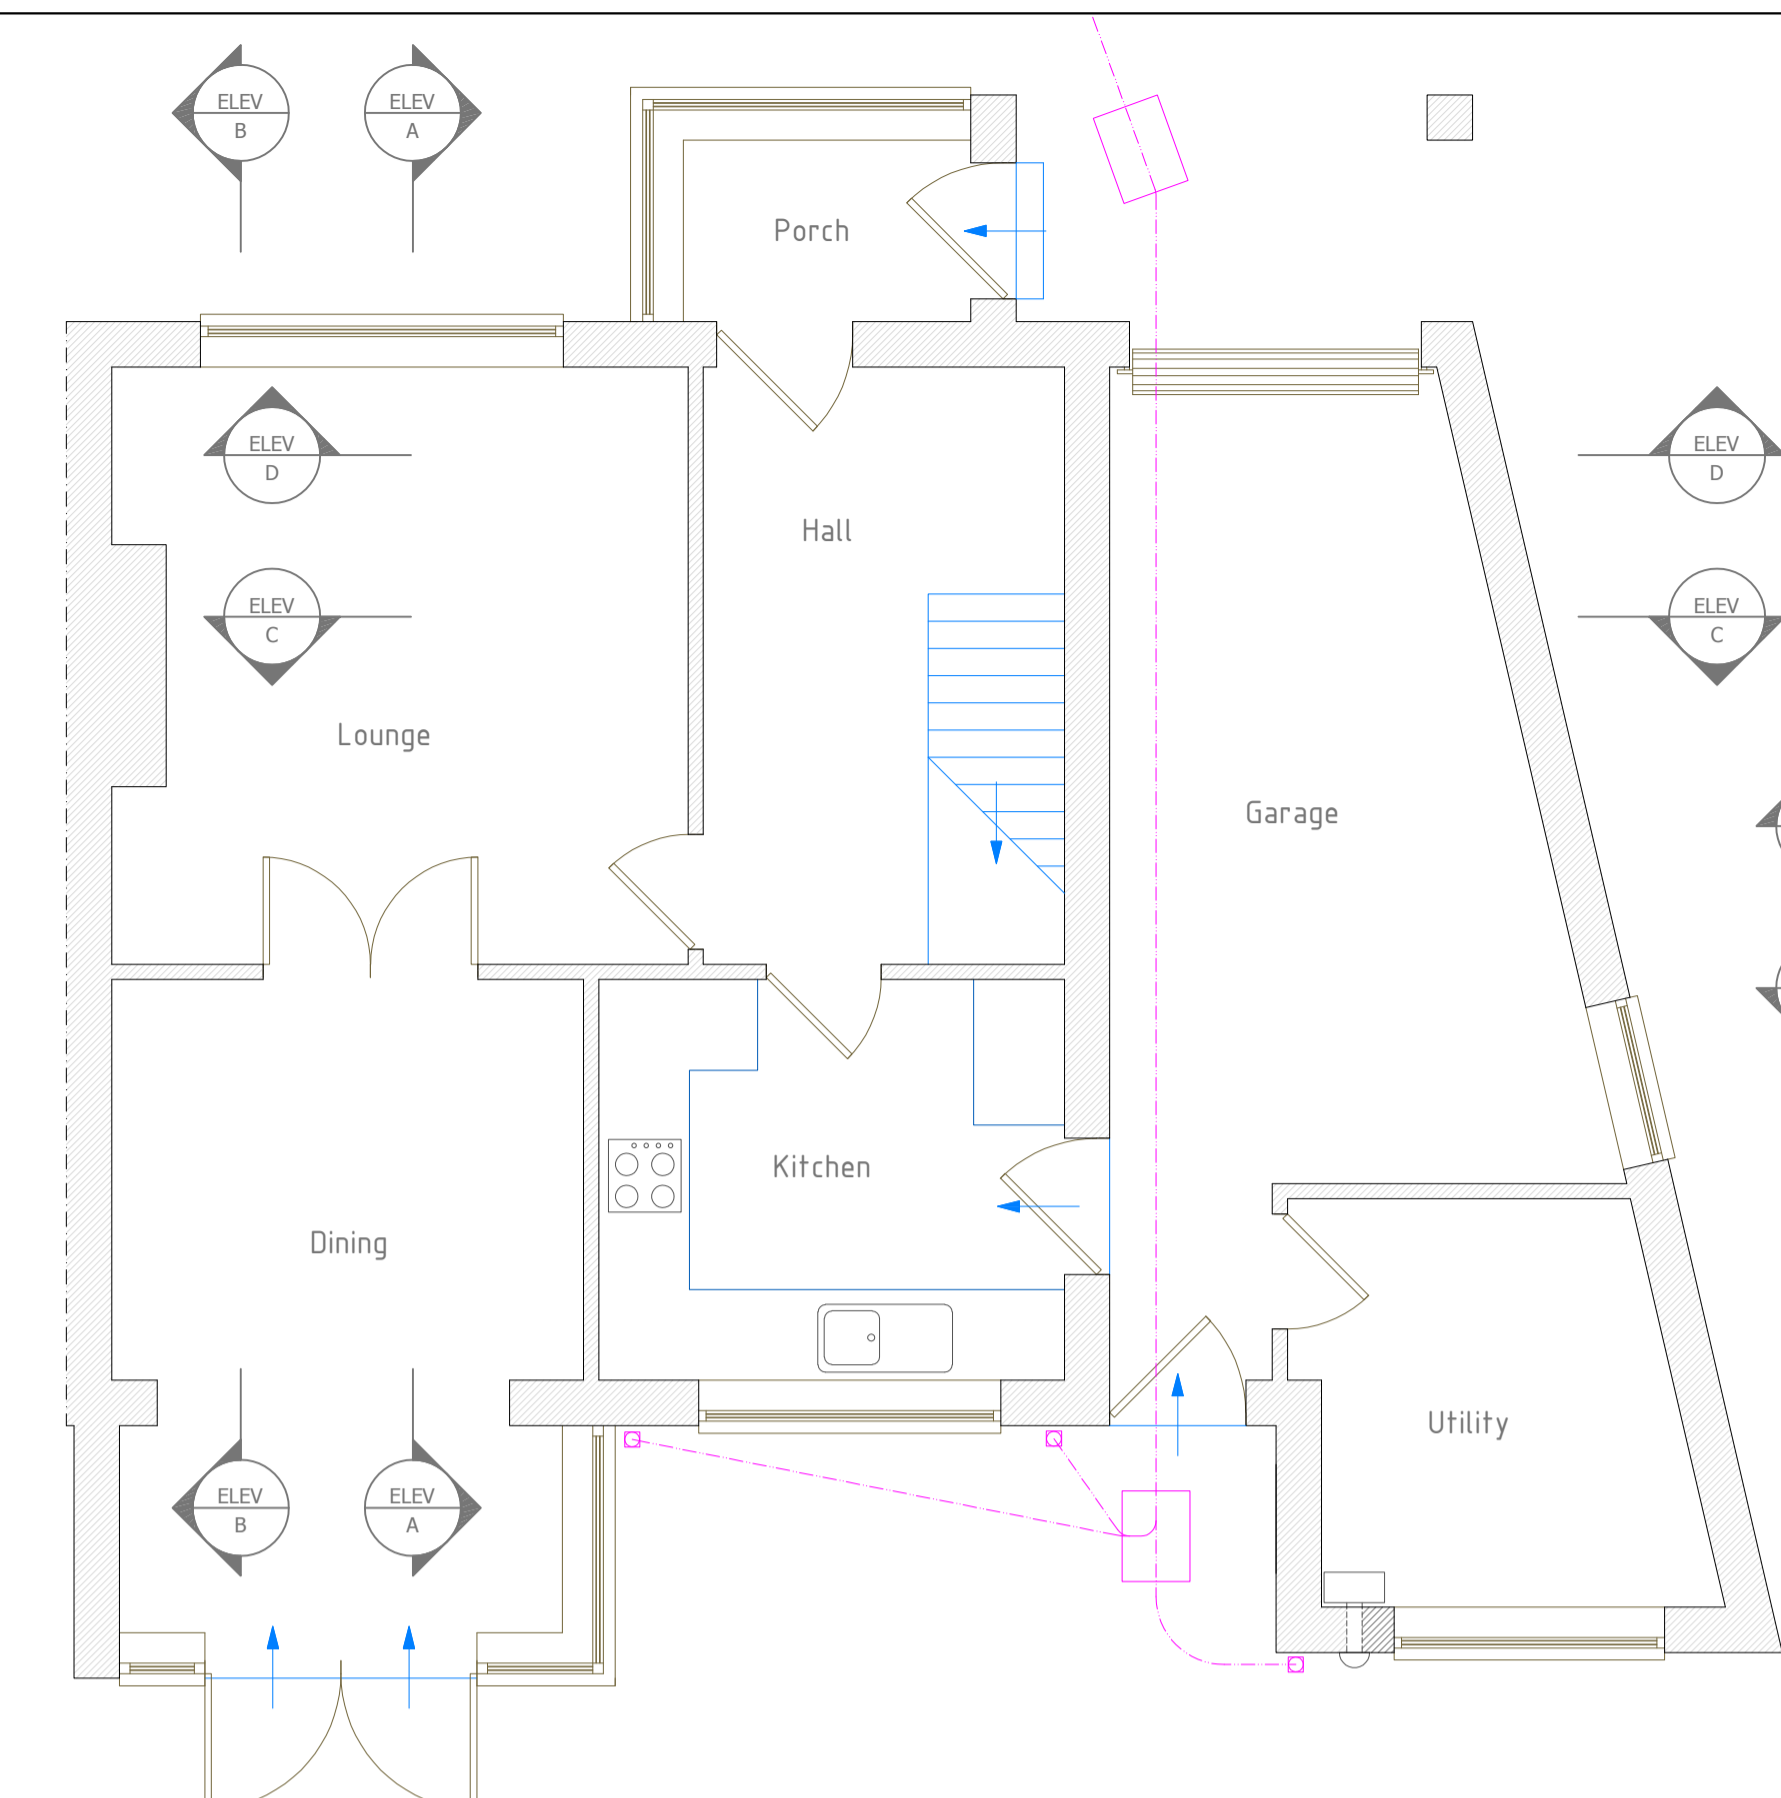 ELEV
B
ELEV
A
Porch
ELEV
D
ELEV
D
Hall
ELEV
C
ELEV
C
Lounge
Garage
Kitchen
Dining
Utility
ELEV
B
ELEV
A